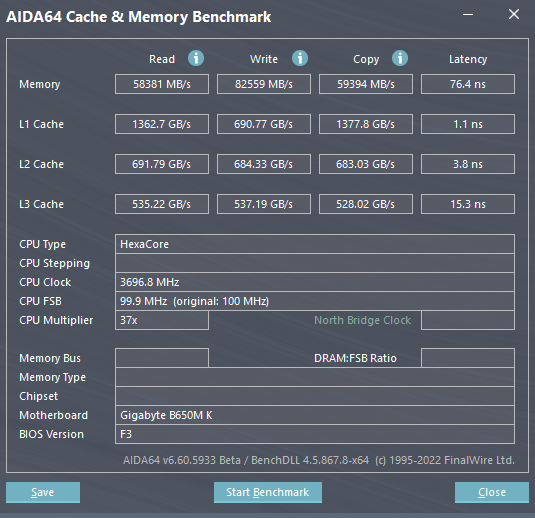 AIDA64 Cache & Memory Benchmark
Read Write Copy Latency
Memory 58381 MB/s 82559 MB/s 59394 MB/s 76.4 ns
L1 Cache 1362.7 GB/s 690.77 GB/s 1377.8 GB/s 1.1 ns
L2 Cache 691.79 GB/s 684.33 GB/s 683.03 GB/s 3.8 ns
L3 Cache 535.22 GB/s 537.19 GB/s 528.02 GB/s 15.3 ns
CPU Type HexaCore
CPU Stepping
CPU Clock 3696.8 MHz
CPU FSB 99.9 MHz (original: 100 MHz)
CPU Multiplier 37x North Bridge Clock
Memory Bus DRAM:FSB Ratio
Memory Type
Chipset
Motherboard Gigabyte B650M K
BIOS Version F3
AIDA64 v6.60.5933 Beta / BenchDLL 4.5.867.8-x64 (c) 1995-2022 FinalWire Ltd.
Save Start Benchmark Close